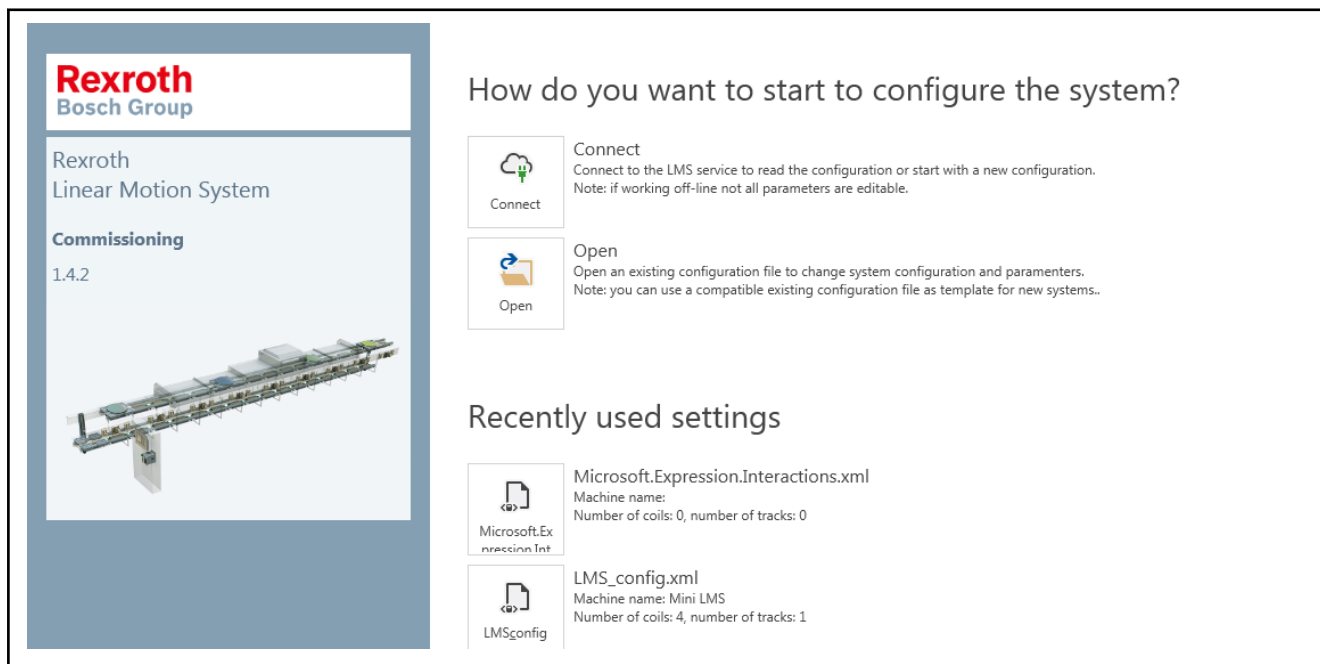 Rexroth
Bosch Group
Rexroth
Linear Motion System
Commissioning
1.4.2
How do you want to start to configure the system?
Connect
Connect
Connect to the LMS service to read the configuration or start with a new configuration.
Note: if working off-line not all parameters are editable.
Open
Open
Open an existing configuration file to change system configuration and paramenters.
Note: you can use a compatible existing configuration file as template for new systems..
Recently used settings
Microsoft.Ex
pression.Int
Microsoft.Expression.Interactions.xml
Machine name:
Number of coils: 0, number of tracks: 0
LMSconfig
LMS_config.xml
Machine name: Mini LMS
Number of coils: 4, number of tracks: 1